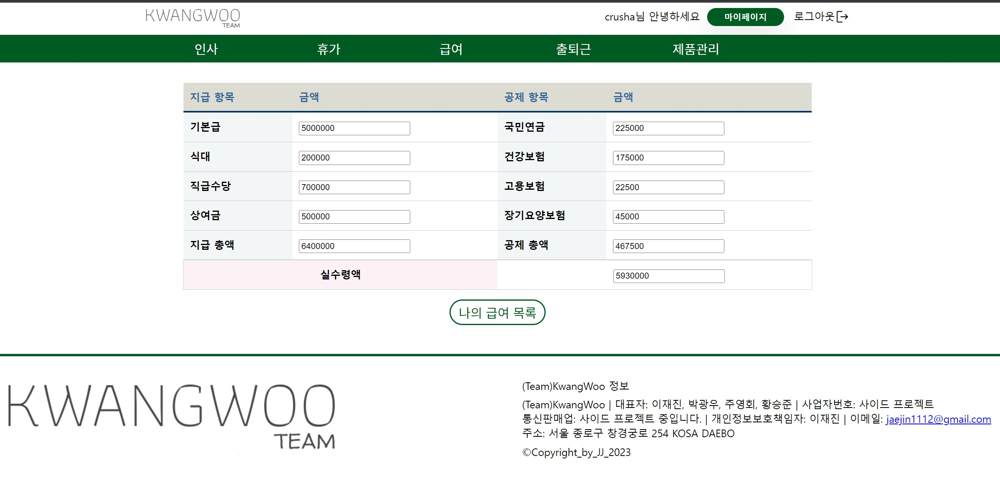 KWANGWOO
TEAM
crusha님 안녕하세요 마이페이지 로그아웃
인사 휴가 급여 출퇴근 제품관리
지급 항목 금액 공제 항목 금액
기본급 5000000 국민연금 225000
식대 200000 건강보험 175000
직급수당 700000 고용보험 22500
상여금 500000 장기요양보험 45000
지급 총액 6400000 공제 총액 467500
실수령액 5930000
나의 급여 목록
KWANGWOO
TEAM
(Team)KwangWoo 정보
(Team)KwangWoo | 대표자: 이재진, 박광우, 주영회, 황승준 | 사업자번호: 사이드 프로젝트
통신판매업: 사이드 프로젝트 중입니다. | 개인정보보호책임자: 이재진 | 이메일: jaejin1112@gmail.com
주소: 서울 종로구 창경궁로 254 KOSA DAEBO
©Copyright_by_JJ_2023